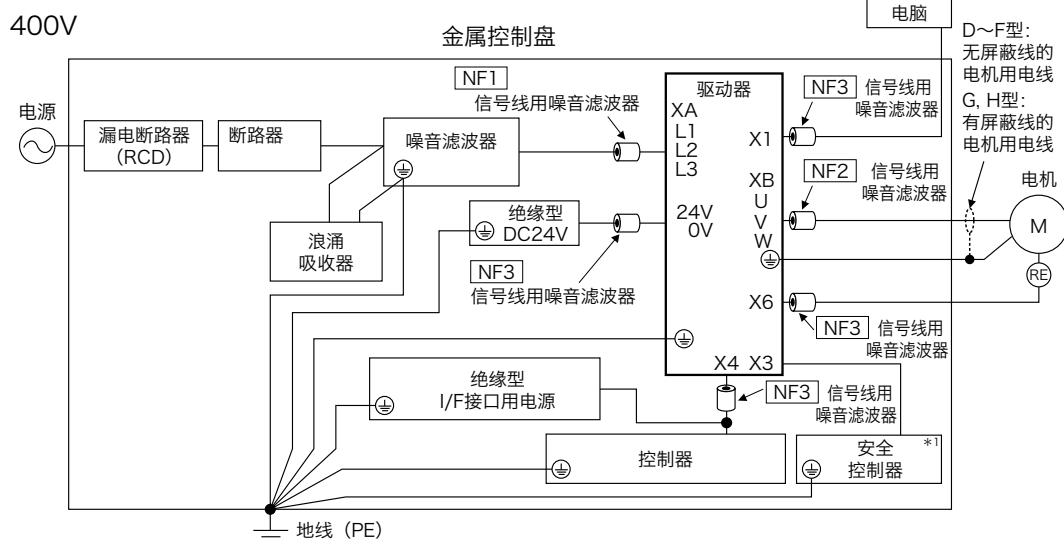 400V
金属控制盘
电脑
D～F型：
无屏蔽线的
电机用电线
G, H型：
有屏蔽线的
电机用电线
电源
漏电断路器
（RCD）
断路器
噪音滤波器
浪涌
吸收器
NF1
信号线用噪音滤波器
绝缘型
DC24V
NF3
信号线用噪音滤波器
驱动器
XA
L1
L2
L3
24V
0V
X1
XB
U
V
W
X6
X4 X3
NF3 信号线用
噪音滤波器
NF2 信号线用
噪音滤波器
电机
M
RE
NF3 信号线用
噪音滤波器
NF3 信号线用
噪音滤波器
绝缘型
I/F接口用电源
控制器
安全
控制器
*1
地线（PE）